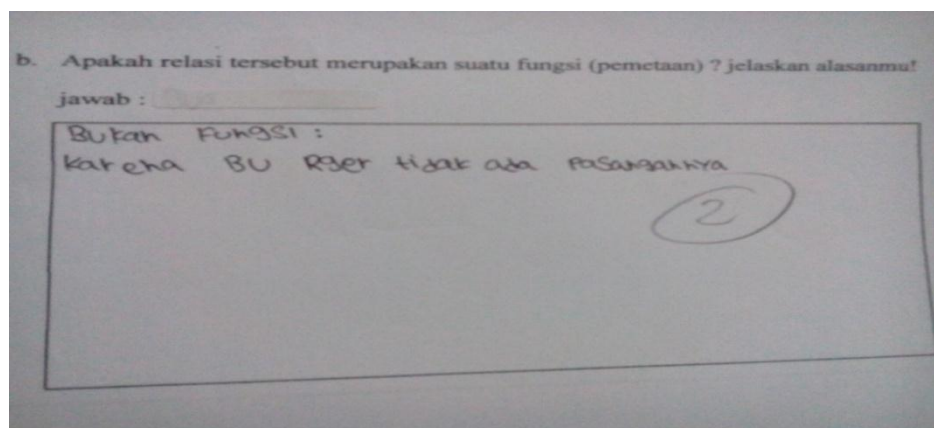 b. Apakah relasi tersebut merupakan suatu fungsi (pemetaan) ? jelaskan alasanmu!
jawab :
Bukan Fungsi :
karena BU Rger tidak ada Pasangannya
2